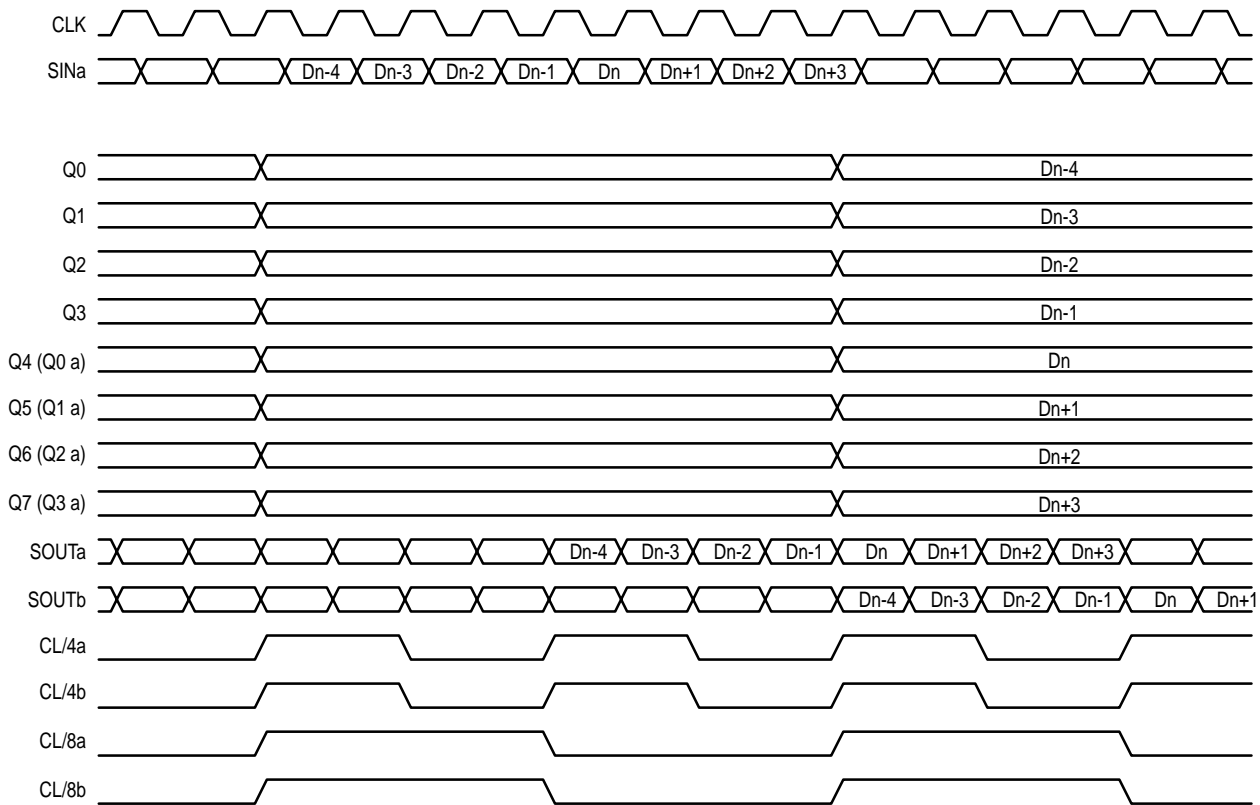 CLK
SINa Dn-4 Dn-3 Dn-2 Dn-1 Dn Dn+1 Dn+2 Dn+3
Q0 Dn-4
Q1 Dn-3
Q2 Dn-2
Q3 Dn-1
Q4 (Q0 a) Dn
Q5 (Q1 a) Dn+1
Q6 (Q2 a) Dn+2
Q7 (Q3 a) Dn+3
SOUTa Dn-4 Dn-3 Dn-2 Dn-1 Dn Dn+1 Dn+2 Dn+3
SOUTb Dn-4 Dn-3 Dn-2 Dn-1 Dn Dn+1
CL/4a
CL/4b
CL/8a
CL/8b